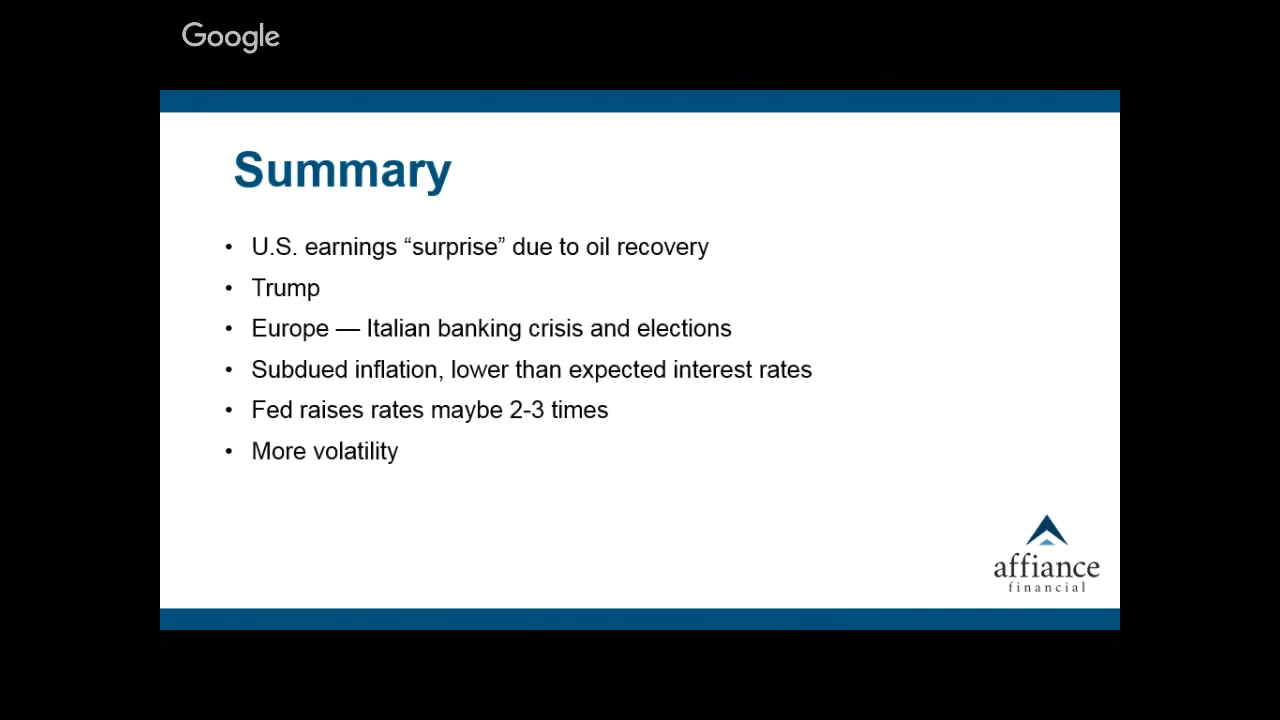 Google
Summary
• U.S. earnings “surprise” due to oil recovery
• Trump
• Europe — Italian banking crisis and elections
• Subdued inflation, lower than expected interest rates
• Fed raises rates maybe 2-3 times
• More volatility
affiance
financial